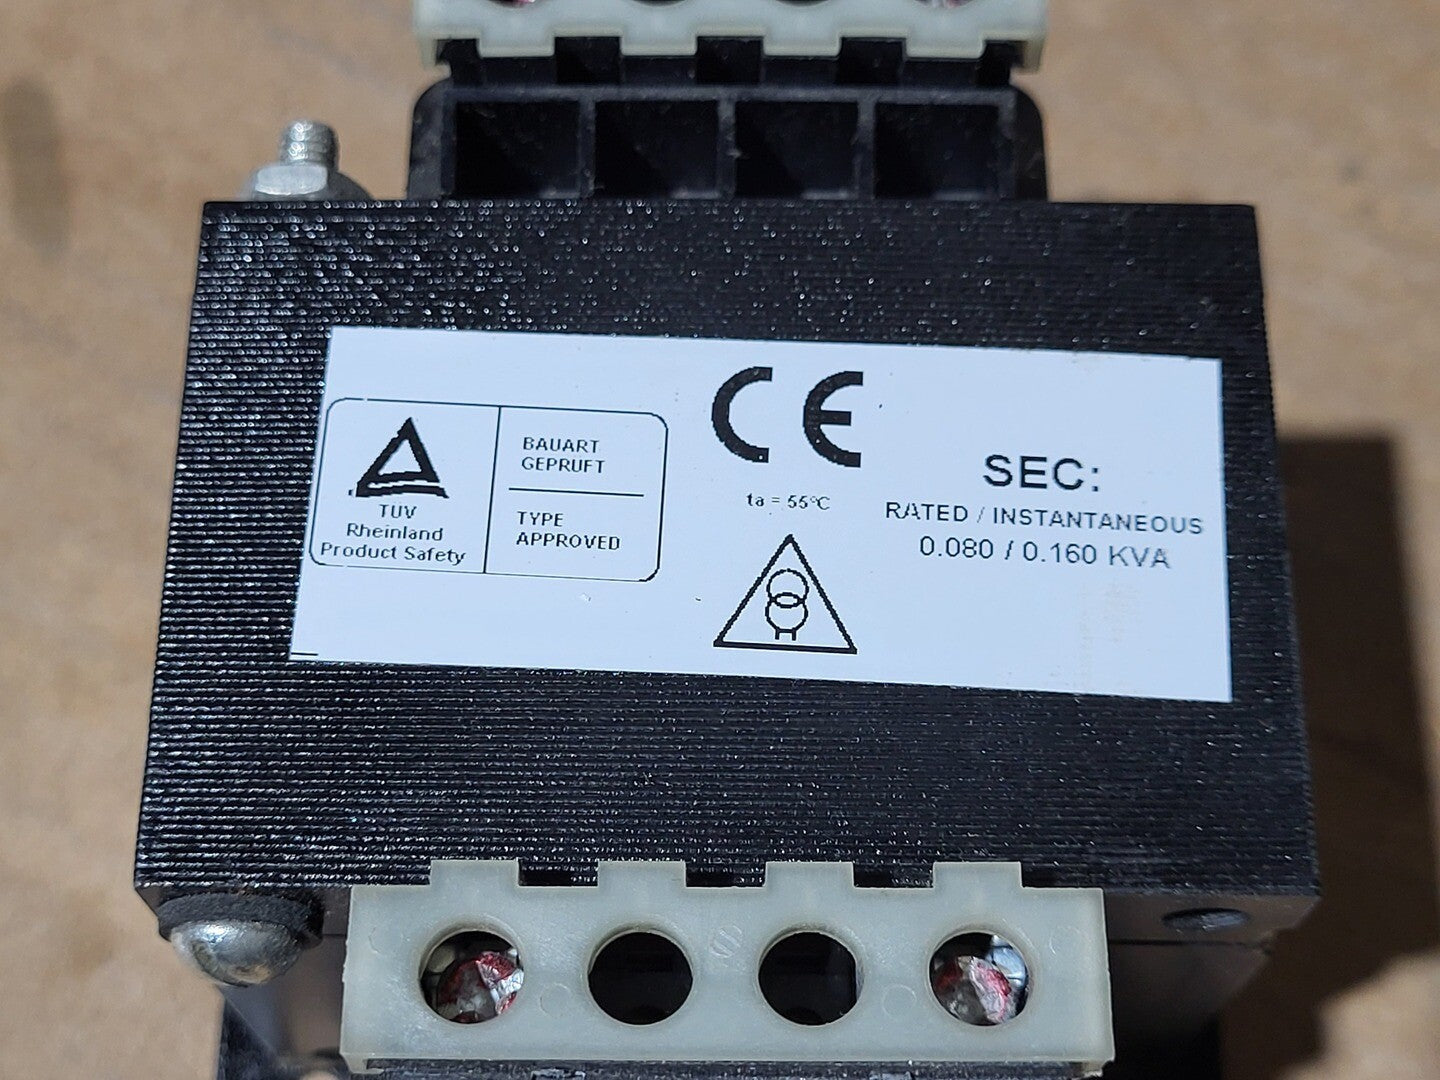 TUV
Rheinland
Product Safety
BAUART
GEPRUFT
TYPE
APPROVED
CE
ta = 55°C
SEC:
RATED / INSTANTANEOUS
0.080 / 0.160 KVA